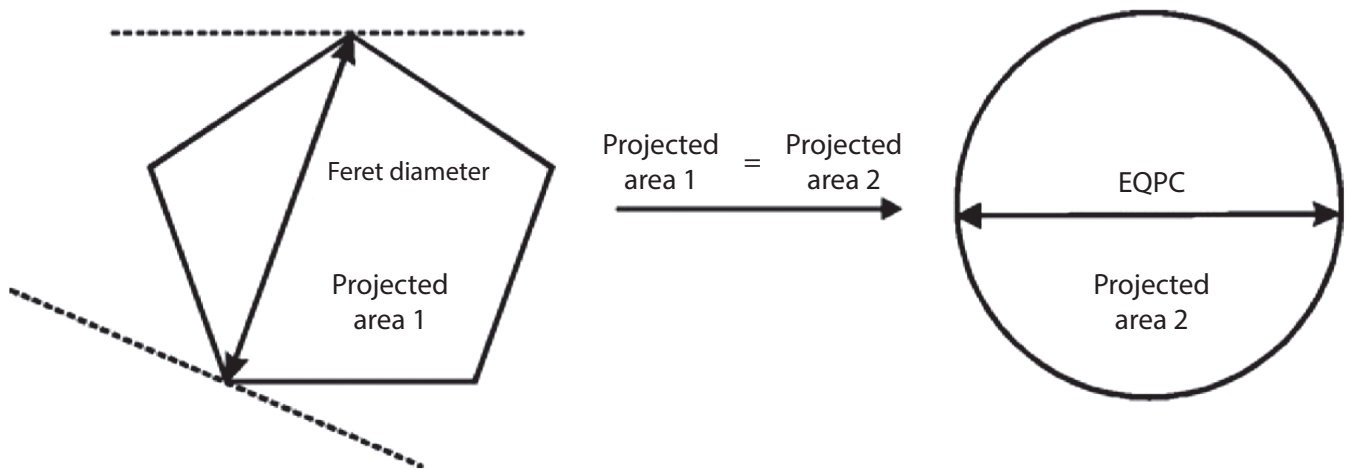 Feret diameter
Projected
area 1
Projected
area 1
=
Projected
area 2
EQPC
Projected
area 2